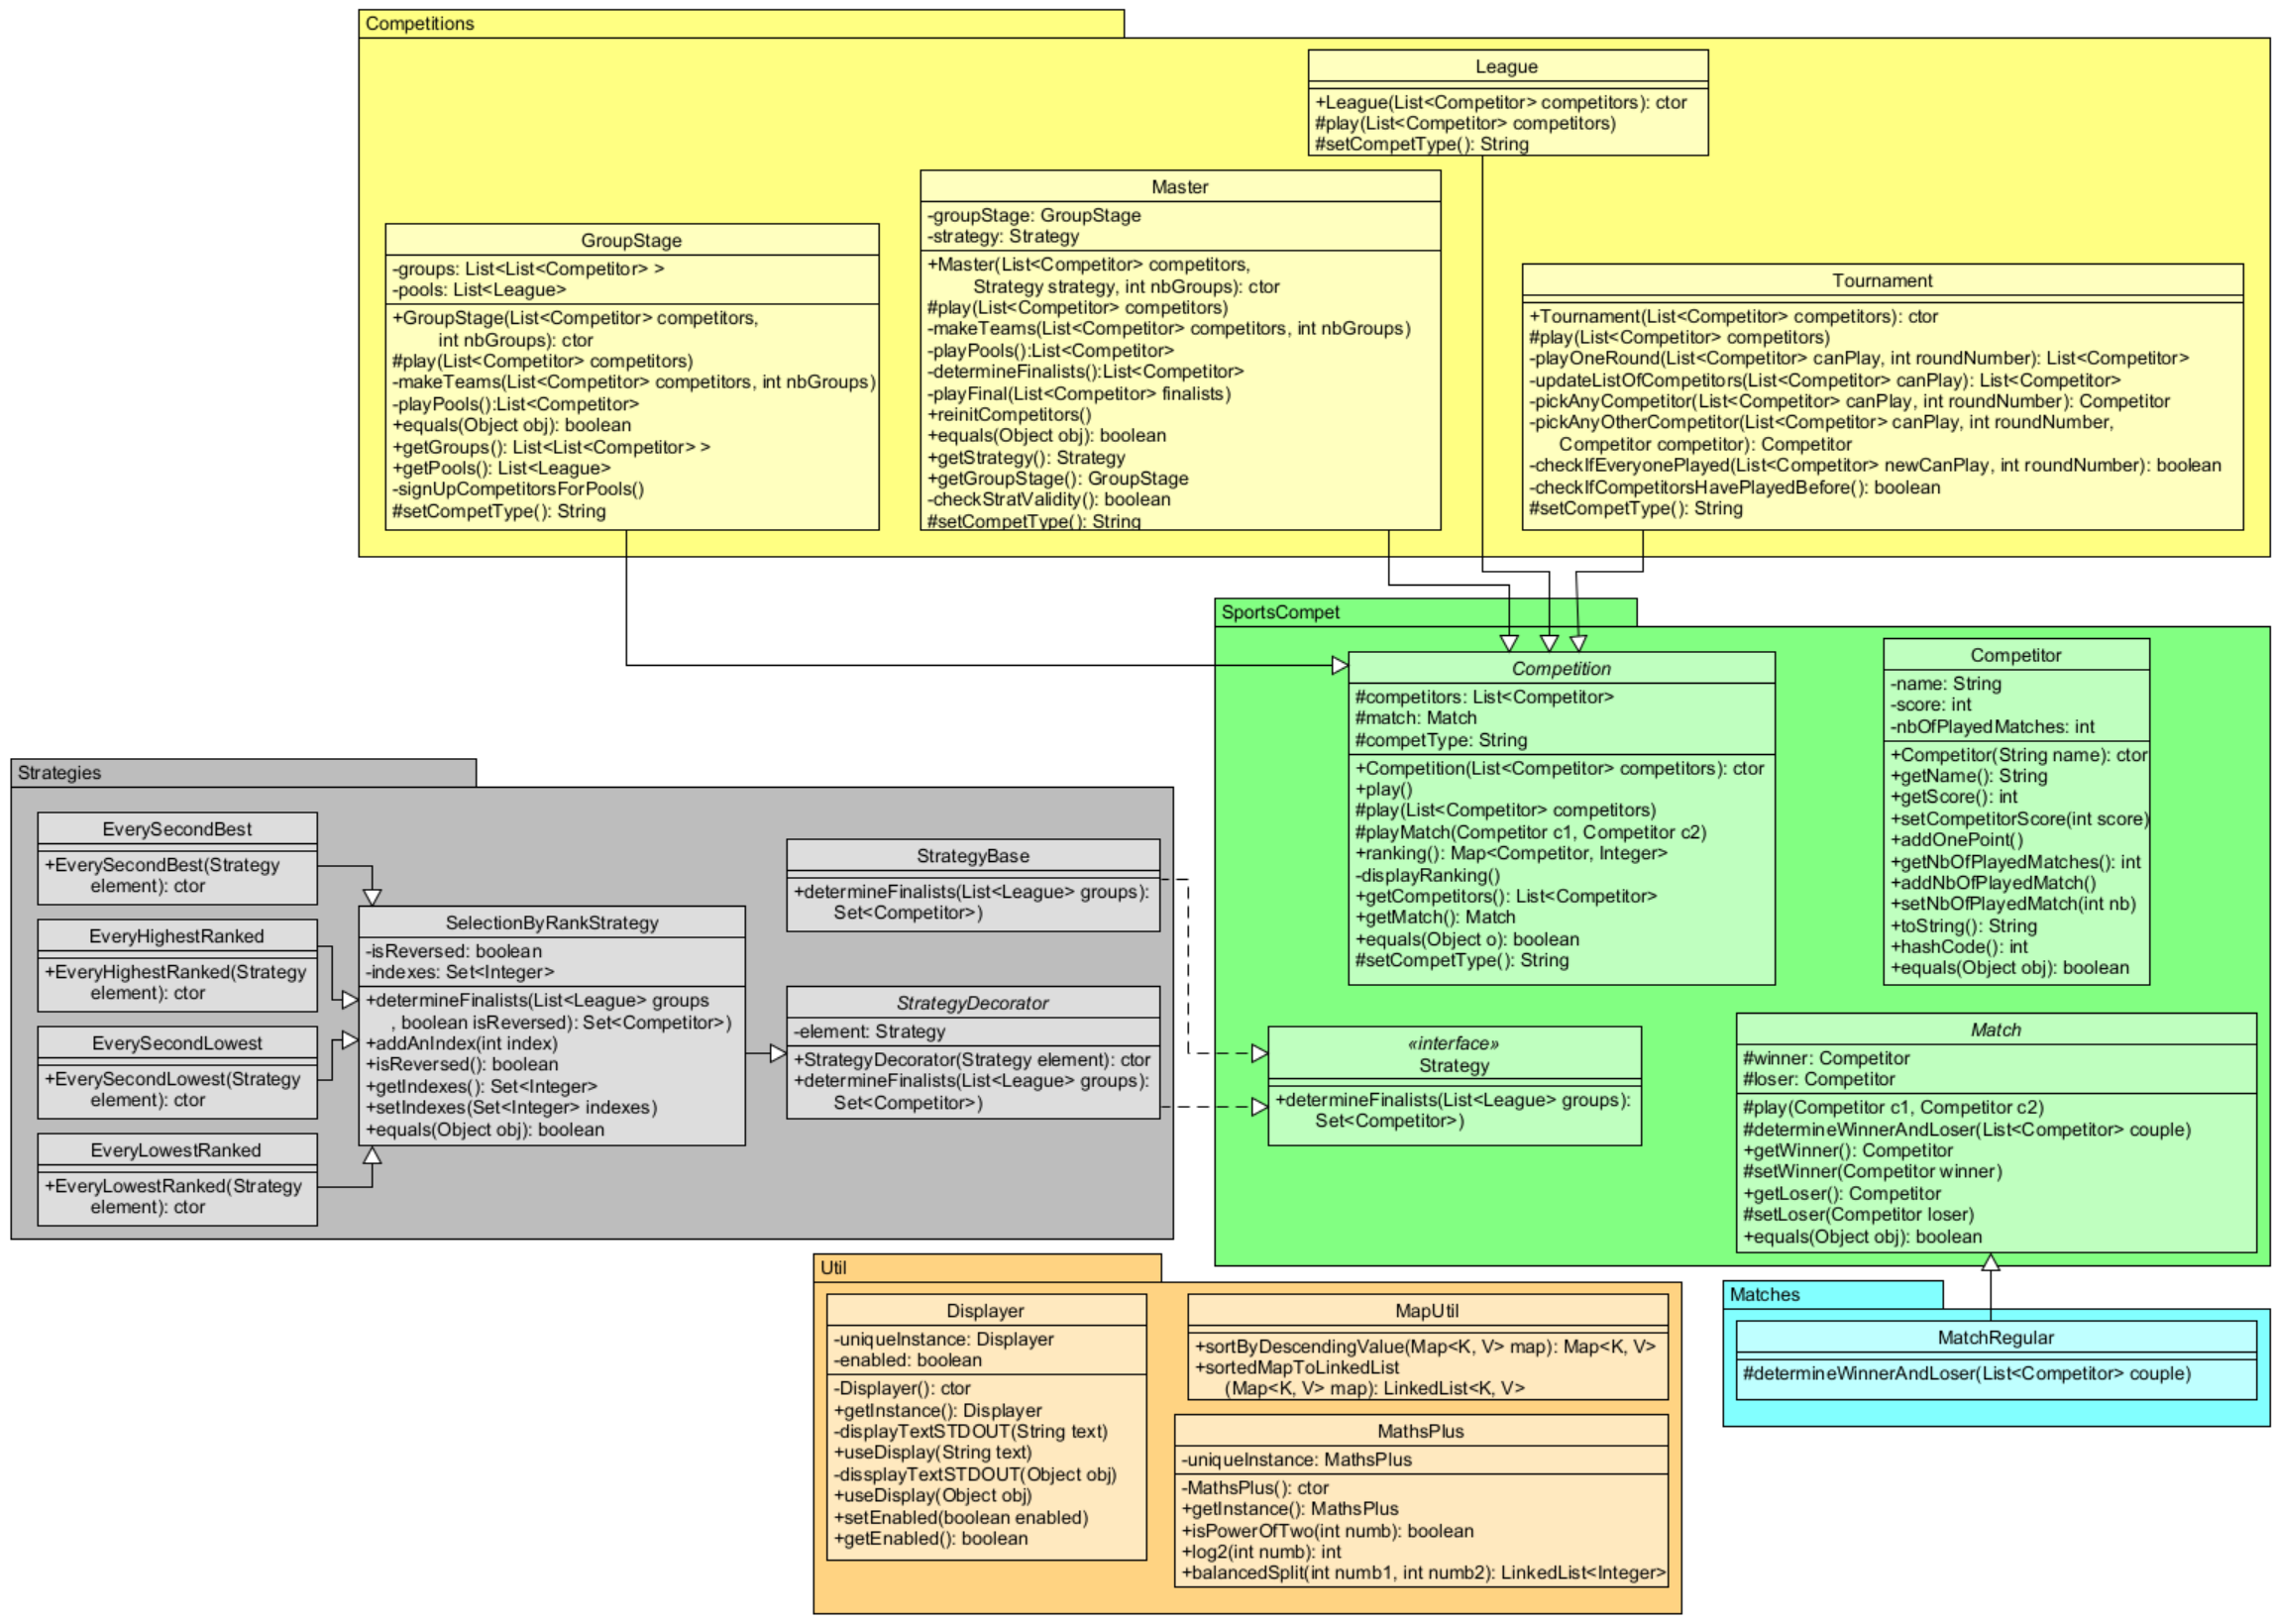 Competitions
League
+League(List<Competitor> competitors): ctor
#play(List<Competitor> competitors)
#setCompetType(): String
Master
-groupStage: GroupStage
-strategy: Strategy
+Master(List<Competitor> competitors,
Strategy strategy, int nbGroups): ctor
#play(List<Competitor> competitors)
-makeTeams(List<Competitor> competitors, int nbGroups)
-playPools():List<Competitor>
-determineFinalists():List<Competitor>
-playFinal(List<Competitor> finalists)
+reinitCompetitors()
+equals(Object obj): boolean
+getStrategy(): Strategy
+getGroupStage(): GroupStage
-checkStratValidity(): boolean
#setCompetType(): String
GroupStage
-groups: List<List<Competitor> >
-pools: List<League>
+GroupStage(List<Competitor> competitors,
int nbGroups): ctor
#play(List<Competitor> competitors)
-makeTeams(List<Competitor> competitors, int nbGroups)
-playPools():List<Competitor>
+equals(Object obj): boolean
+getGroups(): List<List<Competitor> >
+getPools(): List<League>
-signUpCompetitorsForPools()
#setCompetType(): String
Tournament
+Tournament(List<Competitor> competitors): ctor
#play(List<Competitor> competitors)
-playOneRound(List<Competitor> canPlay, int roundNumber): List<Competitor>
-updateListOfCompetitors(List<Competitor> canPlay): List<Competitor>
-pickAnyCompetitor(List<Competitor> canPlay, int roundNumber): Competitor
-pickAnyOtherCompetitor(List<Competitor> canPlay, int roundNumber,
Competitor competitor): Competitor
-checkIfEveryonePlayed(List<Competitor> newCanPlay, int roundNumber): boolean
-checkIfCompetitorsHavePlayedBefore(): boolean
#setCompetType(): String
SportsCompet
Competition
#competitors: List<Competitor>
#match: Match
#competType: String
+Competition(List<Competitor> competitors): ctor
+play()
#play(List<Competitor> competitors)
#playMatch(Competitor c1, Competitor c2)
+ranking(): Map<Competitor, Integer>
-displayRanking()
+getCompetitors(): List<Competitor>
+getMatch(): Match
+equals(Object o): boolean
#setCompetType(): String
Competitor
-name: String
-score: int
-nbOfPlayedMatches: int
+Competitor(String name): ctor
+getName(): String
+getScore(): int
+setCompetitorScore(int score)
+addOnePoint()
+getNbOfPlayedMatches(): int
+addNbOfPlayedMatch()
+setNbOfPlayedMatch(int nb)
+toString(): String
+hashCode(): int
+equals(Object obj): boolean
«interface»
Strategy
+determineFinalists(List<League> groups):
Set<Competitor>)
Match
#winner: Competitor
#loser: Competitor
#play(Competitor c1, Competitor c2)
#determineWinnerAndLoser(List<Competitor> couple)
+getWinner(): Competitor
#setWinner(Competitor winner)
+getLoser(): Competitor
#setLoser(Competitor loser)
+equals(Object obj): boolean
Strategies
EverySecondBest
+EverySecondBest(Strategy
element): ctor
EveryHighestRanked
+EveryHighestRanked(Strategy
element): ctor
EverySecondLowest
+EverySecondLowest(Strategy
element): ctor
EveryLowestRanked
+EveryLowestRanked(Strategy
element): ctor
SelectionByRankStrategy
-isReversed: boolean
-indexes: Set<Integer>
+determineFinalists(List<League> groups
, boolean isReversed): Set<Competitor>)
+addAnIndex(int index)
+isReversed(): boolean
+getIndexes(): Set<Integer>
+setIndexes(Set<Integer> indexes)
+equals(Object obj): boolean
StrategyBase
+determineFinalists(List<League> groups):
Set<Competitor>)
StrategyDecorator
-element: Strategy
+StrategyDecorator(Strategy element): ctor
+determineFinalists(List<League> groups):
Set<Competitor>)
Util
Displayer
-uniqueInstance: Displayer
-enabled: boolean
-Displayer(): ctor
+getInstance(): Displayer
-displayTextSTDOUT(String text)
+useDisplay(String text)
-dissplayTextSTDOUT(Object obj)
+useDisplay(Object obj)
+setEnabled(boolean enabled)
+getEnabled(): boolean
MapUtil
+sortByDescendingValue(Map<K, V> map): Map<K, V>
+sortedMapToLinkedList
(Map<K, V> map): LinkedList<K, V>
MathsPlus
-uniqueInstance: MathsPlus
-MathsPlus(): ctor
+getInstance(): MathsPlus
+isPowerOfTwo(int numb): boolean
+log2(int numb): int
+balancedSplit(int numb1, int numb2): LinkedList<Integer>
Matches
MatchRegular
#determineWinnerAndLoser(List<Competitor> couple)